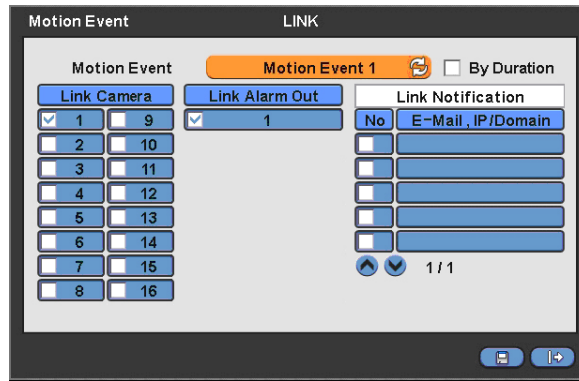 Motion Event LINK
Motion Event Motion Event 1 By Duration
Link Camera Link Alarm Out Link Notification
1 9 1 No E-Mail , IP/Domain
2 10
3 11
4 12
5 13
6 14
7 15 1 / 1
8 16